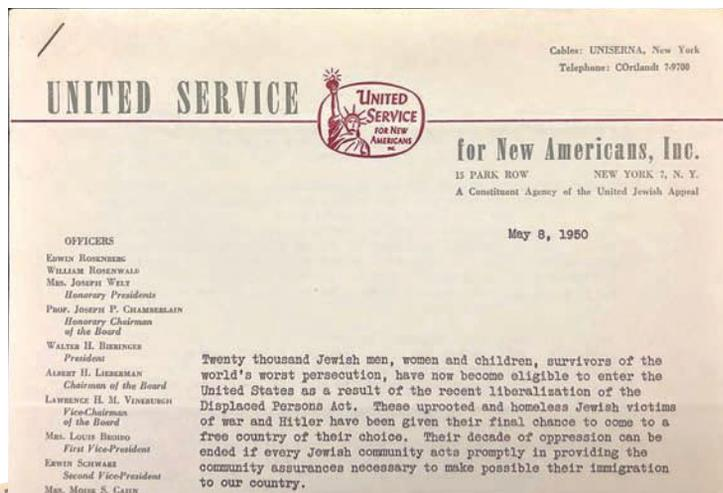 Cables: UNISERNA, New York
Telephone: COrtlandt 7-9700
UNITED SERVICE
UNITED
SERVICE
FOR NEW
AMERICANS
INC.
for New Americans, Inc.
15 PARK ROW NEW YORK 7, N. Y.
A Constituent Agency of the United Jewish Appeal
May 8, 1950
OFFICERS
EDWIN ROSENBERG
WILLIAM ROSENWALD
MRS. JOSEPH WELT
Honorary Presidents
PROF. JOSEPH P. CHAMBERLAIN
Honorary Chairman
of the Board
WALTER H. BIERINGER
President
ALBERT H. LIEBERMAN
Chairman of the Board
LAWRENCE H. M. VINEBURGH
Vice-Chairman
of the Board
MRS. LOUIS BROIDO
First Vice-President
ERWIN SCHWARZ
Second Vice-President
MRS. MOISE S. CAHN
Twenty thousand Jewish men, women and children, survivors of the
world's worst persecution, have now become eligible to enter the
United States as a result of the recent liberalization of the
Displaced Persons Act. These uprooted and homeless Jewish victims
of war and Hitler have been given their final chance to come to a
free country of their choice. Their decade of oppression can be
ended if every Jewish community acts promptly in providing the
community assurances necessary to make possible their immigration
to our country.